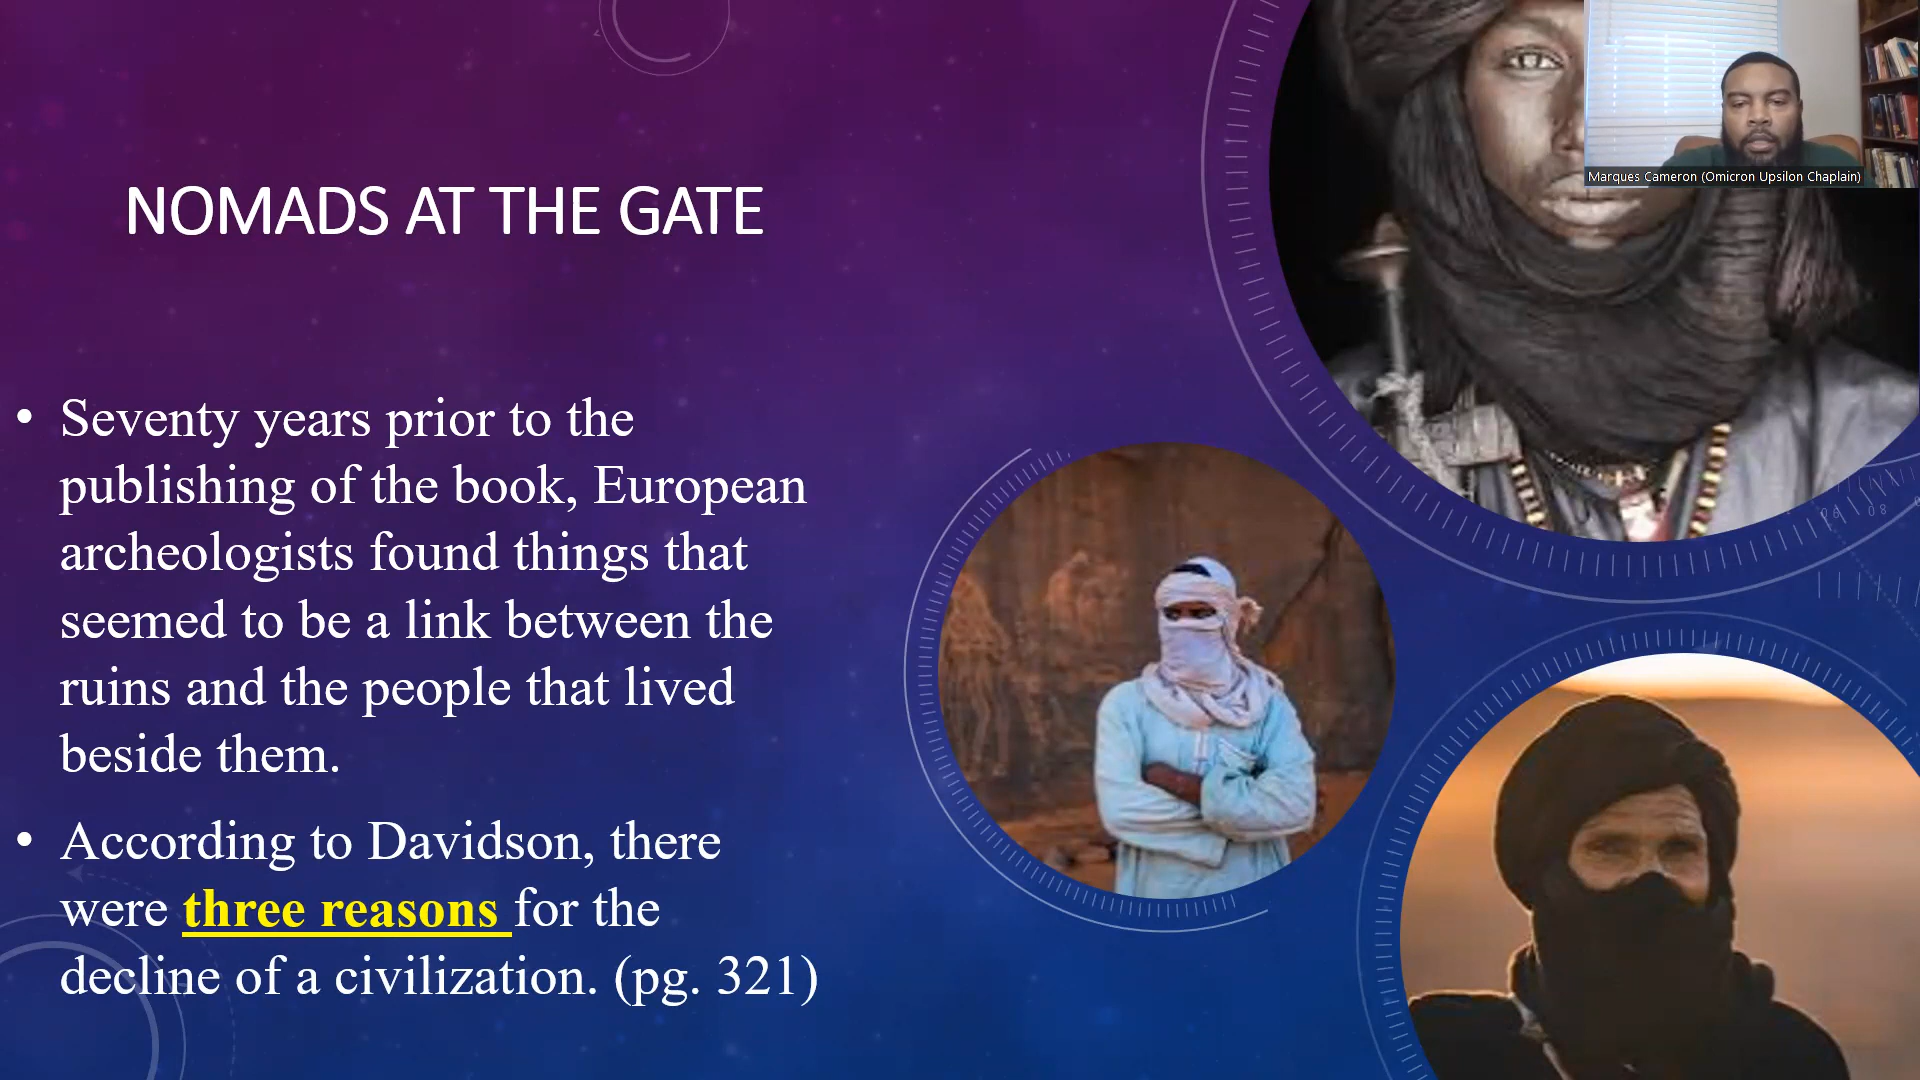 Marques Cameron (Omicron Upsilon Chaplain)
NOMADS AT THE GATE
• Seventy years prior to the
publishing of the book, European
archeologists found things that
seemed to be a link between the
ruins and the people that lived
beside them.
• According to Davidson, there
were three reasons for the
decline of a civilization. (pg. 321)